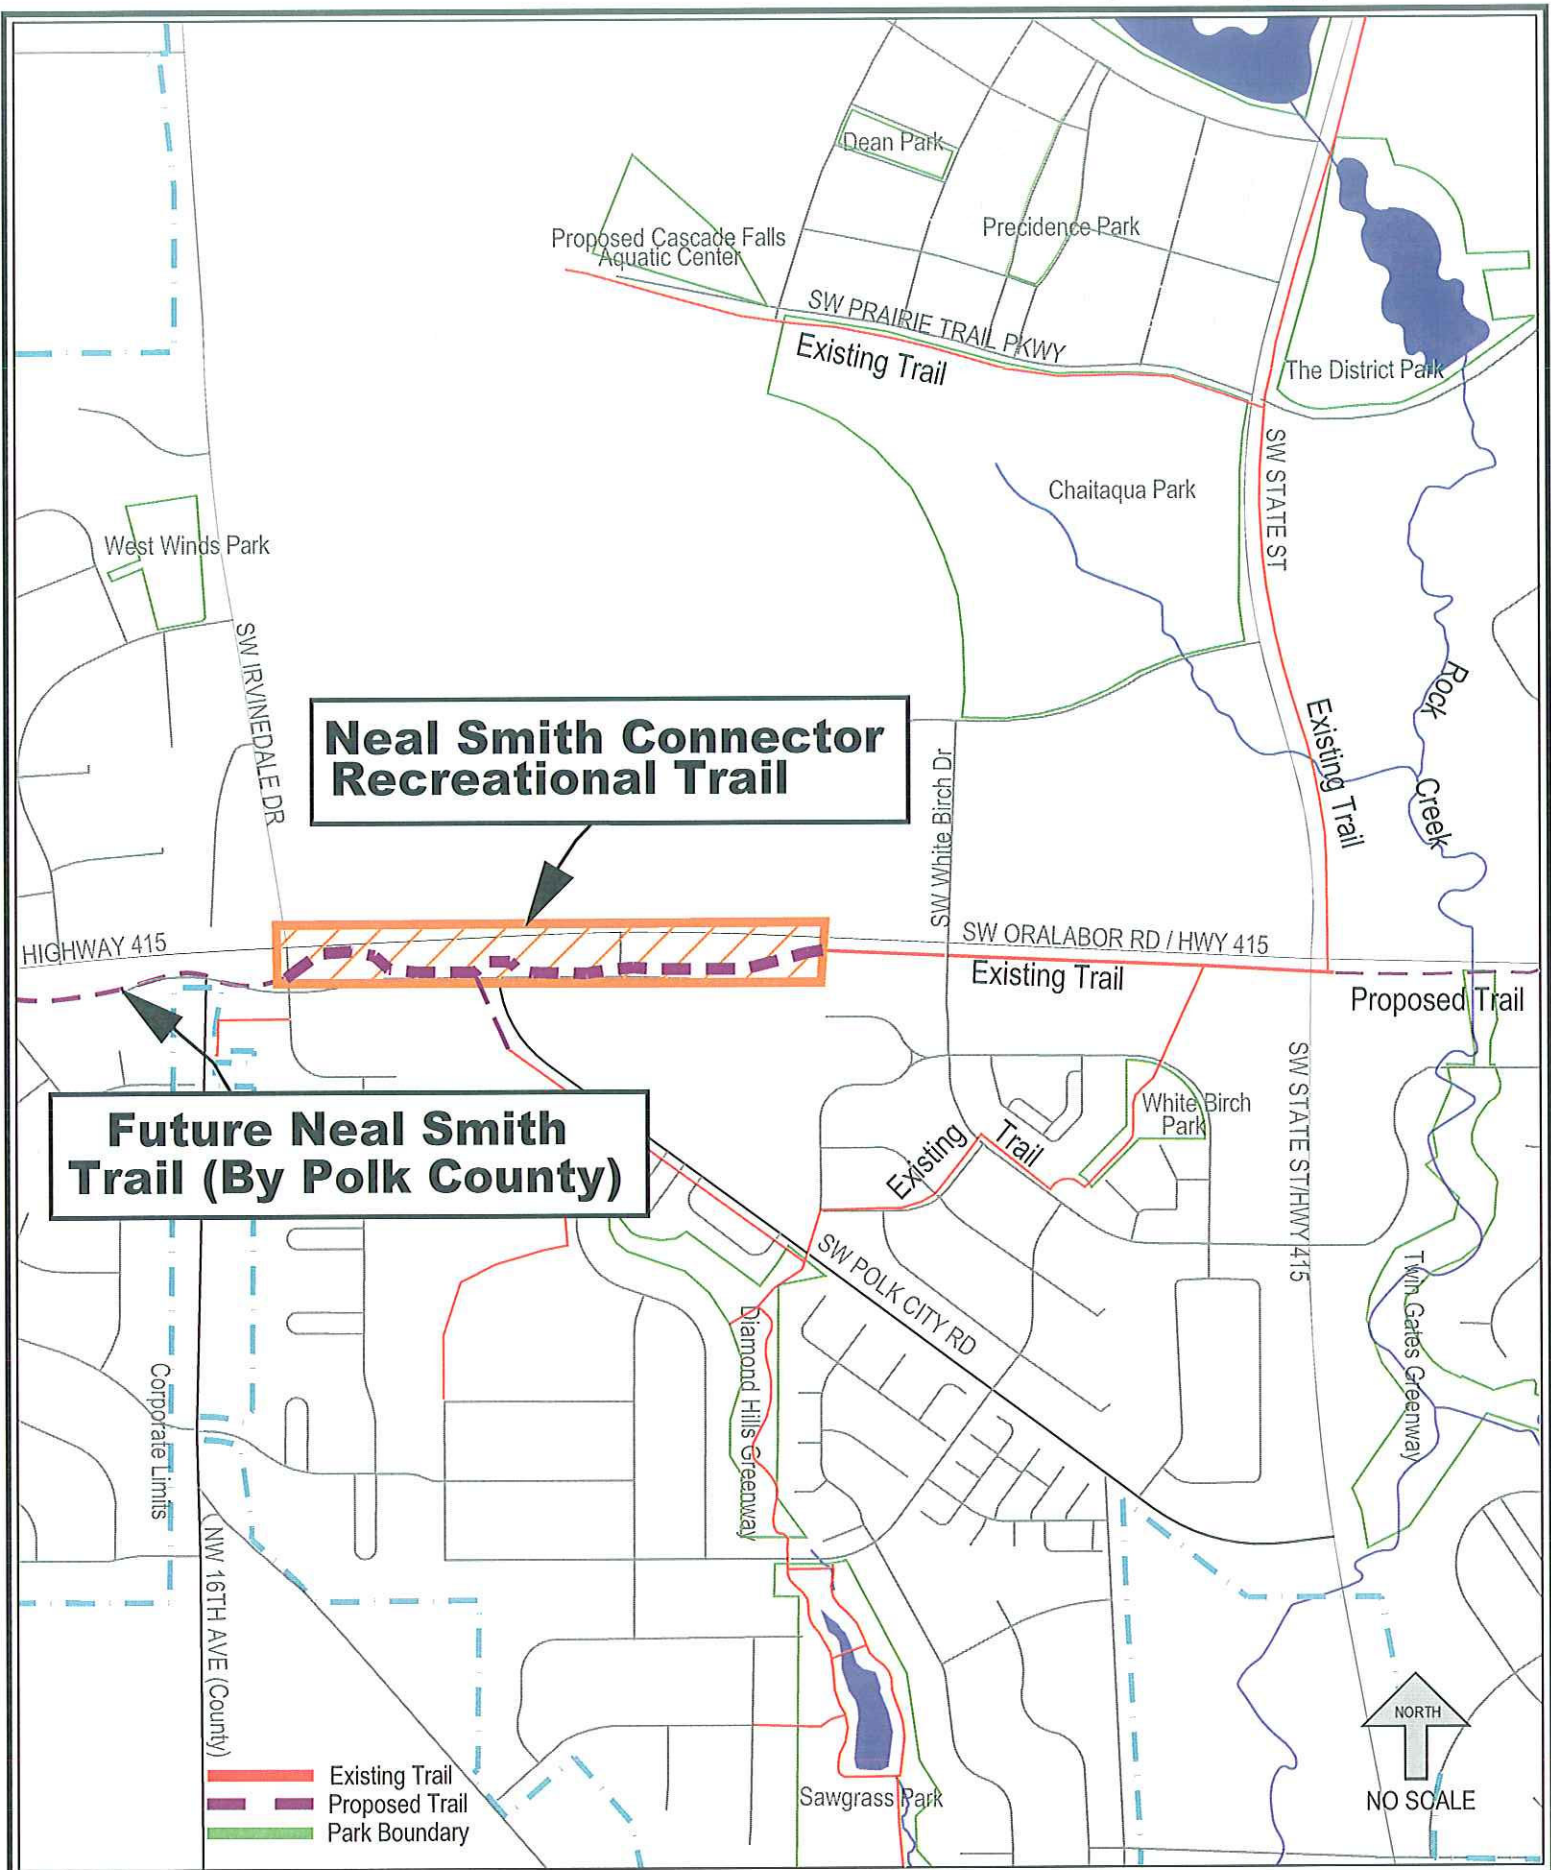 Dean Park
Precidence Park
Proposed Cascade Falls
Aquatic Center
SW PRAIRIE TRAIL PKWY
Existing Trail
The District Park
SW STATE ST
Chaitaqua Park
West Winds Park
SW IRVINEDALE DR
Rock
Creek
Existing Trail
Neal Smith Connector
Recreational Trail
SW White Birch Dr
HIGHWAY 415
SW ORALABOR RD / HWY 415
Existing Trail
Proposed Trail
SW STATE ST/HWY 415
White Birch
Park
Future Neal Smith
Trail (By Polk County)
Existing
Trail
SW POLK CITY RD
Diamond Hills Greenway
Twin Gates Greenway
Corporate Limits
NW 16TH AVE (County)
Existing Trail
Proposed Trail
Park Boundary
Sawgrass Park
NORTH
NO SCALE